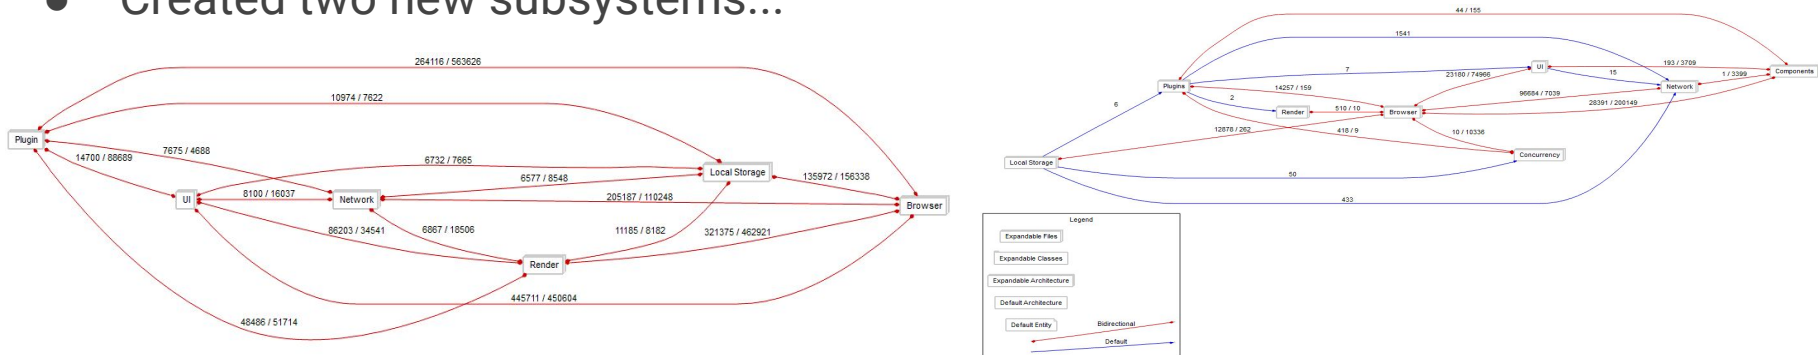 ● Created two new subsystems...
264116 / 563626
10974 / 7622
Plugin
7675 / 4688
14700 / 88689
6732 / 7665
Local Storage
6577 / 8548
135972 / 156338
UI
8100 / 16037
Network
205187 / 110248
Browser
86203 / 34541
6867 / 18506
11185 / 8182
321375 / 462921
Render
445711 / 450604
48486 / 51714
44 / 155
1541
7
UI
193 / 3709
Components
23180 / 74966
15
1 / 3399
Plugins
14257 / 159
Network
96684 / 7039
6
2
28391 / 200149
Render
510 / 10
Browser
12878 / 262
418 / 9
10 / 10336
Local Storage
Concurrency
50
433
Legend
Expandable Files
Expandable Classes
Expandable Architecture
Default Architecture
Default Entity
Bidirectional
Default